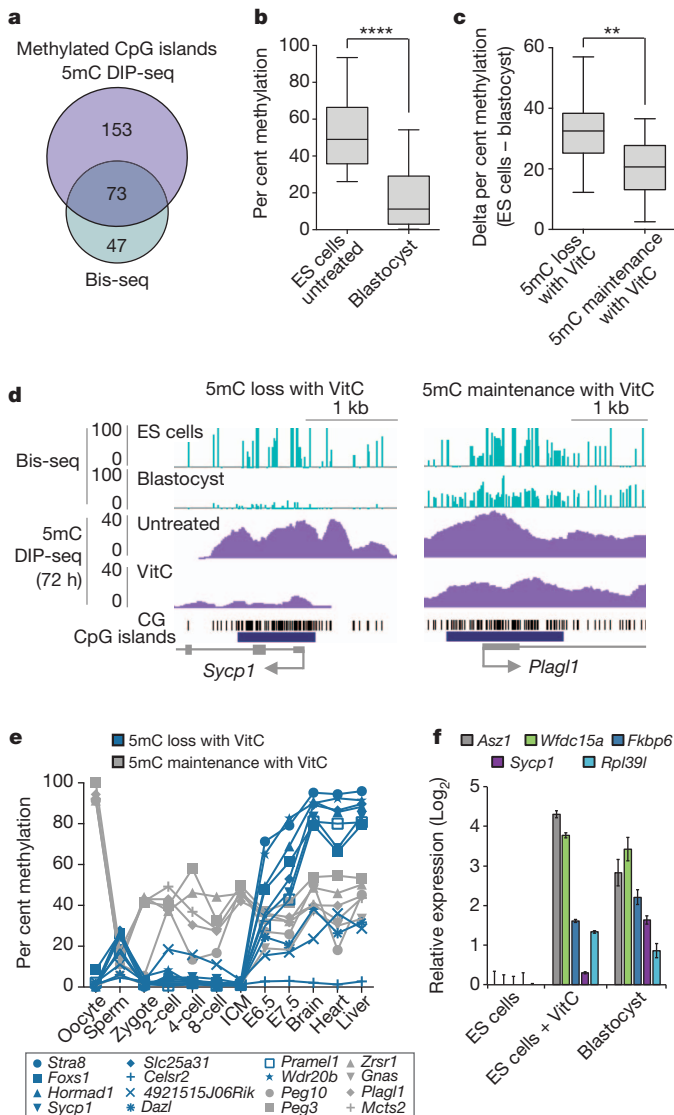 a
Methylated CpG islands
5mC DIP-seq
153
73
47
Bis-seq
b
****
Per cent methylation
100
80
60
40
20
0
ES cells
untreated
Blastocyst
c
**
Delta per cent methylation
(ES cells – blastocyst)
60
40
20
0
5mC loss
with VitC
5mC maintenance
with VitC
d
5mC loss with VitC
1 kb
5mC maintenance with VitC
1 kb
Bis-seq
100
0
ES cells
100
0
Blastocyst
5mC
DIP-seq
(72 h)
40
0
Untreated
40
0
VitC
CG
CpG islands
Sycp1
Plagl1
e
5mC loss with VitC
5mC maintenance with VitC
Per cent methylation
100
80
60
40
20
0
Oocyte
Sperm
Zygote
2-cell
4-cell
8-cell
ICM
E6.5
E7.5
Brain
Heart
Liver
Stra8 Slc25a31 Pramel1 Zrsr1
Foxs1 Celsr2 Wdr20b Gnas
Hormad1 4921515J06Rik Peg10 Plagl1
Sycp1 Dazl Peg3 Mcts2
f
Asz1 Wfdc15a Fkbp6
Sycp1 Rpl39l
Relative expression (Log2)
5
4
3
2
1
0
ES cells
ES cells + VitC
Blastocyst